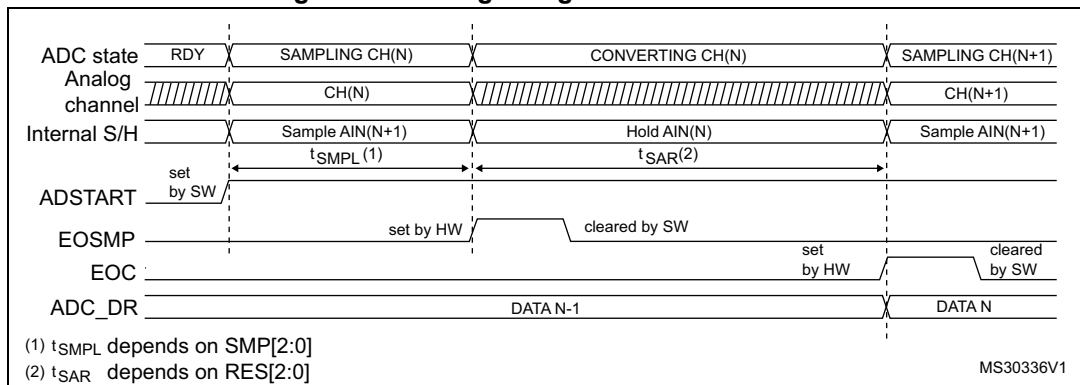 ADC state RDY SAMPLING CH(N) CONVERTING CH(N) SAMPLING CH(N+1)
Analog channel CH(N) CH(N+1)
Internal S/H Sample AIN(N+1) Hold AIN(N) Sample AIN(N+1)
tSMPL(1) tSAR(2)
set by SW
ADSTART
set by HW cleared by SW
EOSMP
set by HW cleared by SW
EOC
ADC_DR DATA N-1 DATA N
(1) tSMPL depends on SMP[2:0]
(2) tSAR depends on RES[2:0]
MS30336V1